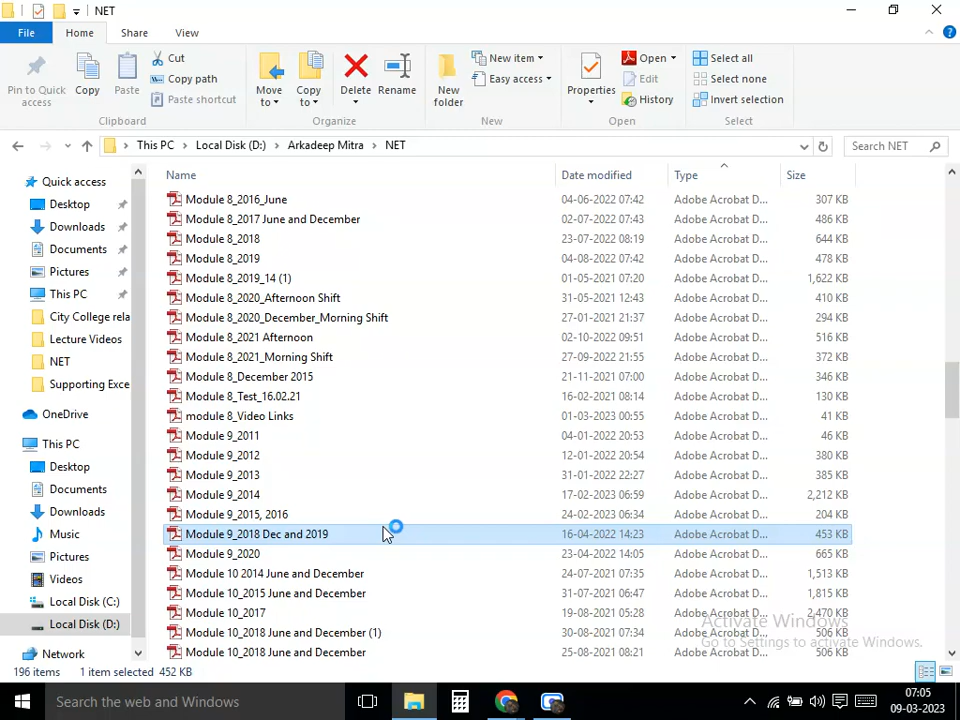 NET
File Home Share View
Pin to Quick access
Copy
Paste
Cut
Copy path
Paste shortcut
Clipboard
Move to
Copy to
Delete
Rename
Organize
New folder
New item
Easy access
New
Properties
Open
Edit
History
Open
Select all
Select none
Invert selection
Select
This PC > Local Disk (D:) > Arkadeep Mitra > NET
Search NET
Name Date modified Type Size
Quick access
Desktop
Downloads
Documents
Pictures
This PC
City College rela
Lecture Videos
NET
Supporting Exce
OneDrive
This PC
Desktop
Documents
Downloads
Music
Pictures
Videos
Local Disk (C:)
Local Disk (D:)
Network
Module 8_2016_June 04-06-2022 07:42 Adobe Acrobat D... 307 KB
Module 8_2017 June and December 02-07-2022 07:43 Adobe Acrobat D... 486 KB
Module 8_2018 23-07-2022 08:19 Adobe Acrobat D... 644 KB
Module 8_2019 04-08-2022 07:42 Adobe Acrobat D... 478 KB
Module 8_2019_14 (1) 01-05-2021 07:20 Adobe Acrobat D... 1,622 KB
Module 8_2020_Afternoon Shift 31-05-2021 12:43 Adobe Acrobat D... 410 KB
Module 8_2020_December_Morning Shift 27-01-2021 21:37 Adobe Acrobat D... 294 KB
Module 8_2021 Afternoon 02-10-2022 09:51 Adobe Acrobat D... 516 KB
Module 8_2021_Morning Shift 27-09-2022 21:55 Adobe Acrobat D... 372 KB
Module 8_December 2015 21-11-2021 07:00 Adobe Acrobat D... 346 KB
Module 8_Test_16.02.21 16-02-2021 08:14 Adobe Acrobat D... 130 KB
module 8_Video Links 01-03-2023 00:55 Adobe Acrobat D... 41 KB
Module 9_2011 04-01-2022 20:53 Adobe Acrobat D... 46 KB
Module 9_2012 12-01-2022 20:54 Adobe Acrobat D... 380 KB
Module 9_2013 31-01-2022 22:27 Adobe Acrobat D... 385 KB
Module 9_2014 17-02-2023 06:59 Adobe Acrobat D... 2,212 KB
Module 9_2015, 2016 24-02-2023 06:34 Adobe Acrobat D... 204 KB
Module 9_2018 Dec and 2019 16-04-2022 14:23 Adobe Acrobat D... 453 KB
Module 9_2020 23-04-2022 14:05 Adobe Acrobat D... 665 KB
Module 10 2014 June and December 24-07-2021 07:35 Adobe Acrobat D... 1,513 KB
Module 10_2015 June and December 31-07-2021 06:47 Adobe Acrobat D... 1,815 KB
Module 10_2017 19-08-2021 05:28 Adobe Acrobat D... 2,470 KB
Module 10_2018 June and December (1) 30-08-2021 07:34 Adobe Acrobat D... 506 KB
Module 10_2018 June and December 25-08-2021 08:21 Adobe Acrobat D... 506 KB
Activate Windows
Go to Settings to activate Windows.
196 items 1 item selected 452 KB
Search the web and Windows
07:05
09-03-2023